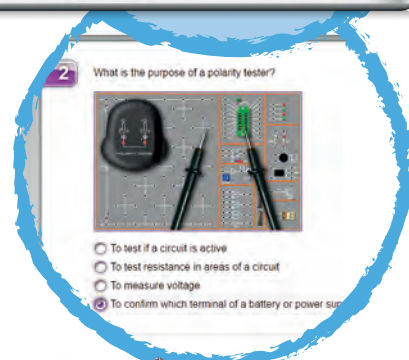 2
What is the purpose of a polarity tester?
To test if a circuit is active
To test resistance in areas of a circuit
To measure voltage
To confirm which terminal of a battery or power